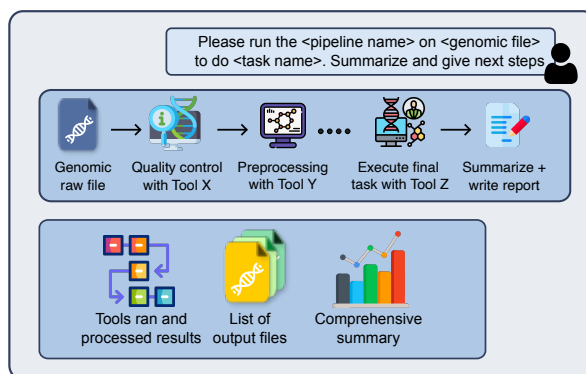 Please run the <pipeline name> on <genomic file>
to do <task name>. Summarize and give next steps
Genomic
raw file
Quality control
with Tool X
Preprocessing
with Tool Y
Execute final
task with Tool Z
Summarize +
write report
Tools ran and
processed results
List of
output files
Comprehensive
summary